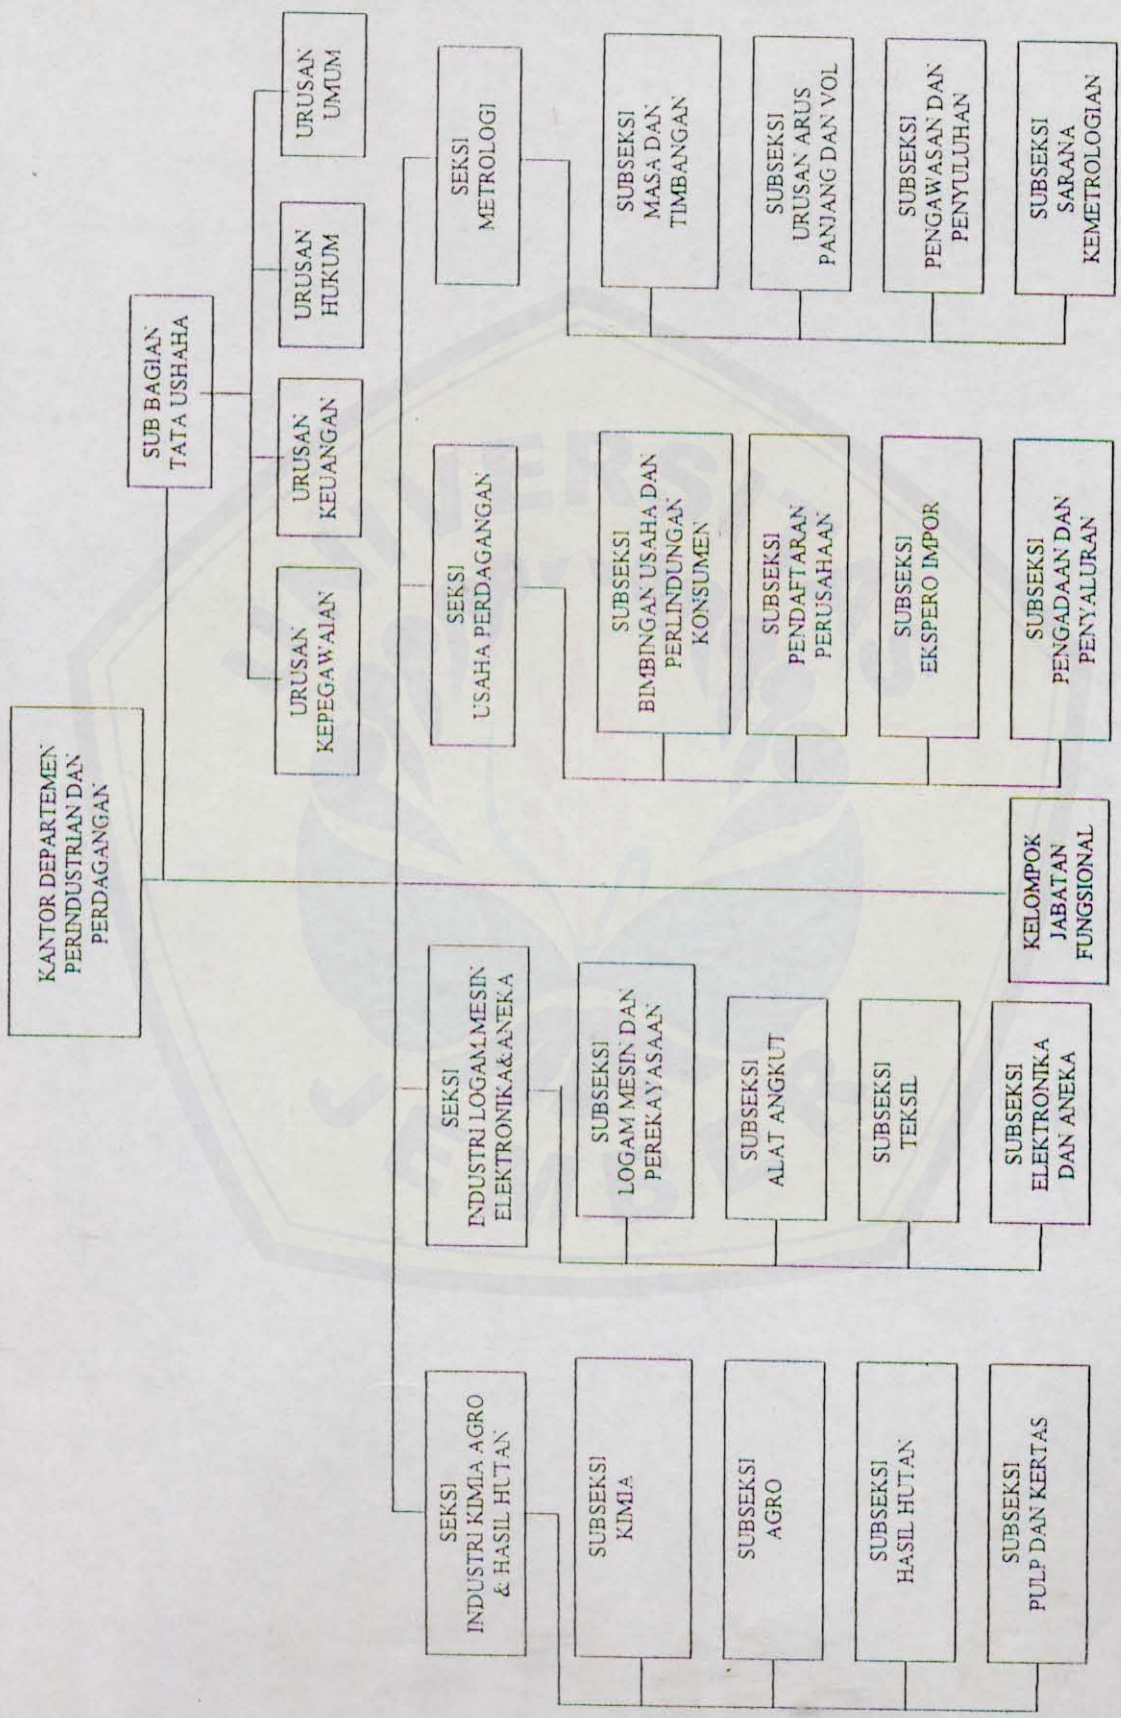 KANTOR DEPARTEMEN
PERINDUSTRIAN DAN
PERDAGANGAN
SUB BAGIAN
TATA USHAHA
URUSAN
KEPEGAWAIAN
URUSAN
KEUANGAN
URUSAN
HUKUM
URUSAN
UMUM
SEKSI
INDUSTRI KIMIA AGRO
& HASIL HUTAN
SUBSEKSI
KIMIA
SUBSEKSI
AGRO
SUBSEKSI
HASIL HUTAN
SUBSEKSI
PULP DAN KERTAS
SEKSI
INDUSTRI LOGAM.MESIN
ELEKTRONIKA&ANEKA
SUBSEKSI
LOGAM MESIN DAN
PEREKAYASAAN
SUBSEKSI
ALAT ANGKUT
SUBSEKSI
TEKSIL
SUBSEKSI
ELEKTRONIKA
DAN ANEKA
KELOMPOK
JABATAN
FUNGSIONAL
SEKSI
USAHA PERDAGANGAN
SUBSEKSI
BIMBINGAN USAHA DAN
PERLINDUNGAN
KONSUMEN
SUBSEKSI
PENDAFTARAN
PERUSAHAAN
SUBSEKSI
EKSPERO IMPOR
SUBSEKSI
PENGADAAN DAN
PENYALURAN
SEKSI
METROLOGI
SUBSEKSI
MASA DAN
TIMBANGAN
SUBSEKSI
URUSAN ARUS
PANJANG DAN VOL
SUBSEKSI
PENGAWASAN DAN
PENYULUHAN
SUBSEKSI
SARANA
KEMETROLOGIAN
UNIVERSITAS
JEMBER